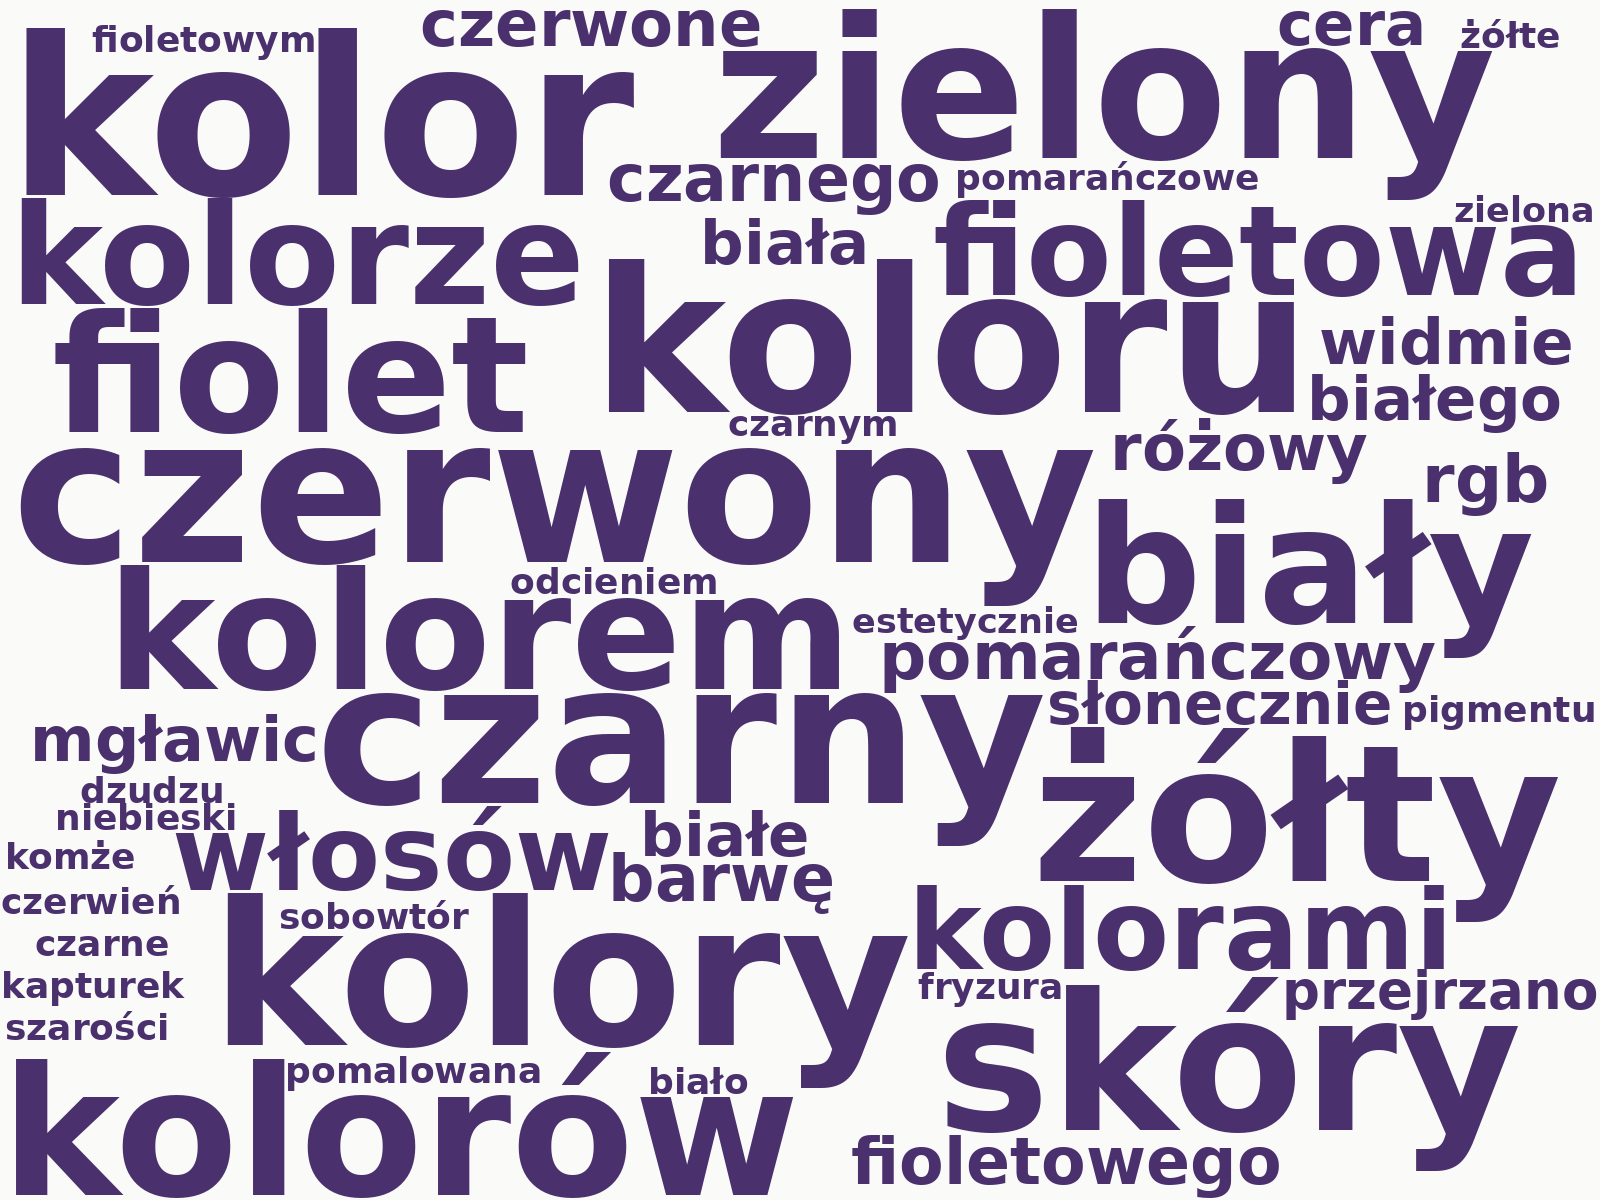 fioletowym
czerwone
cera
żółte
kolor
zielony
czarnego
pomarańczowe
zielona
kolorze
biała
fioletowa
fiolet
koloru
widmie
białego
czarnym
różowy
rgb
czerwony
biały
odcieniem
kolorem
estetycznie
pomarańczowy
słonecznie
pigmentu
mgławic
czarny
żółty
dzudzu
niebieski
komże
włosów
białe
barwę
czerwień
sobowtór
kolory
kolorami
czarne
kapturek
fryzura
przejrzano
szarości
skóry
pomalowana
biało
kolorów
fioletowego